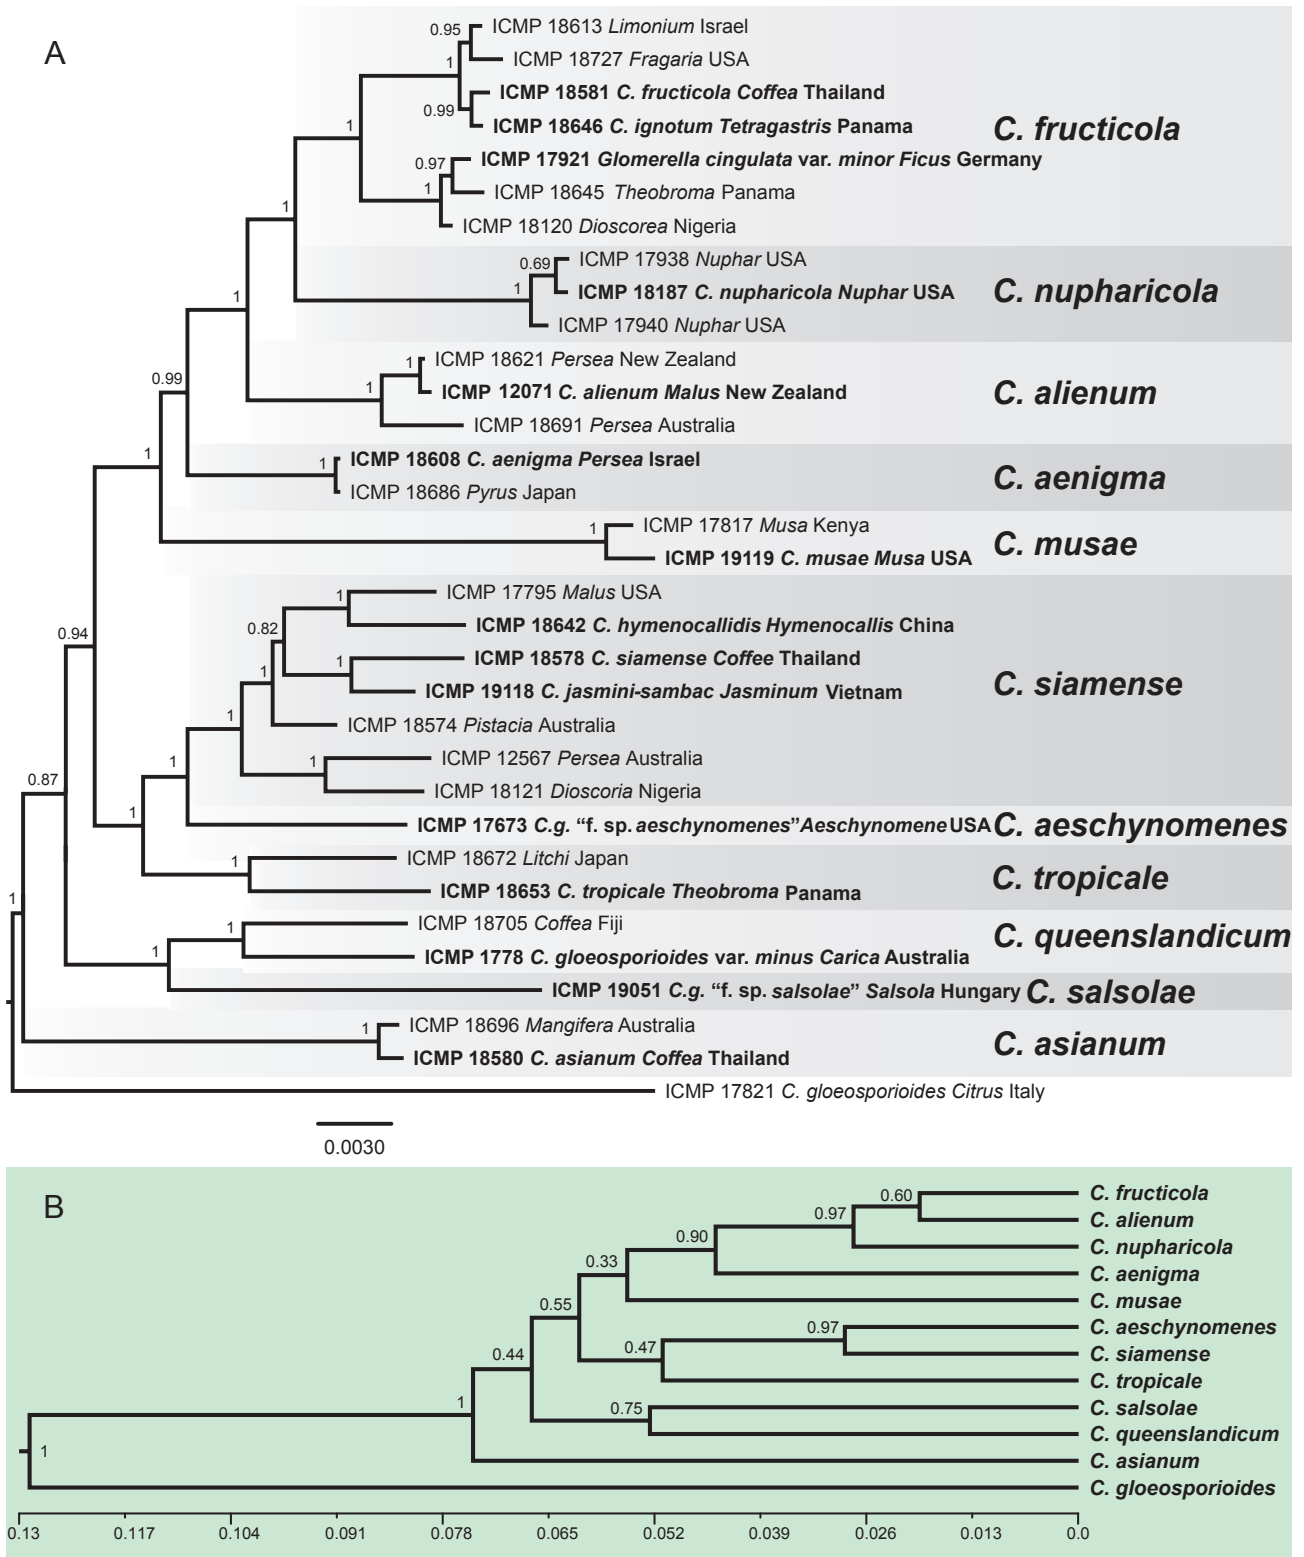 A
0.95
ICMP 18613 Limonium Israel
1
ICMP 18727 Fragaria USA
ICMP 18581 C. fructicola Coffea Thailand
0.99
ICMP 18646 C. ignotum Tetragastris Panama
C. fructicola
1
0.97
ICMP 17921 Glomerella cingulata var. minor Ficus Germany
1
ICMP 18645 Theobroma Panama
1
ICMP 18120 Dioscorea Nigeria
0.69
ICMP 17938 Nuphar USA
1
ICMP 18187 C. nupharicola Nuphar USA
C. nupharicola
1
ICMP 17940 Nuphar USA
1
ICMP 18621 Persea New Zealand
0.99
1
ICMP 12071 C. alienum Malus New Zealand
C. alienum
ICMP 18691 Persea Australia
1
1
ICMP 18608 C. aenigma Persea Israel
C. aenigma
ICMP 18686 Pyrus Japan
1
ICMP 17817 Musa Kenya
C. musae
ICMP 19119 C. musae Musa USA
1
ICMP 17795 Malus USA
0.94
0.82
ICMP 18642 C. hymenocallidis Hymenocallis China
1
1
ICMP 18578 C. siamense Coffee Thailand
C. siamense
ICMP 19118 C. jasmini-sambac Jasminum Vietnam
1
ICMP 18574 Pistacia Australia
1
1
ICMP 12567 Persea Australia
0.87
ICMP 18121 Dioscoria Nigeria
1
ICMP 17673 C.g. “f. sp. aeschynomenes” Aeschynomene USA
C. aeschynomenes
1
ICMP 18672 Litchi Japan
C. tropicale
ICMP 18653 C. tropicale Theobroma Panama
1
1
ICMP 18705 Coffea Fiji
C. queenslandicum
1
ICMP 1778 C. gloeosporioides var. minus Carica Australia
ICMP 19051 C.g. “f. sp. salsolae” Salsola Hungary
C. salsolae
1
ICMP 18696 Mangifera Australia
C. asianum
ICMP 18580 C. asianum Coffea Thailand
ICMP 17821 C. gloeosporioides Citrus Italy
0.0030
B
0.60
C. fructicola
0.97
C. alienum
0.90
C. nupharicola
0.33
C. aenigma
0.55
C. musae
0.97
C. aeschynomenes
0.44
0.47
C. siamense
C. tropicale
1
0.75
C. salsolae
C. queenslandicum
1
C. asianum
C. gloeosporioides
0.13 0.117 0.104 0.091 0.078 0.065 0.052 0.039 0.026 0.013 0.0